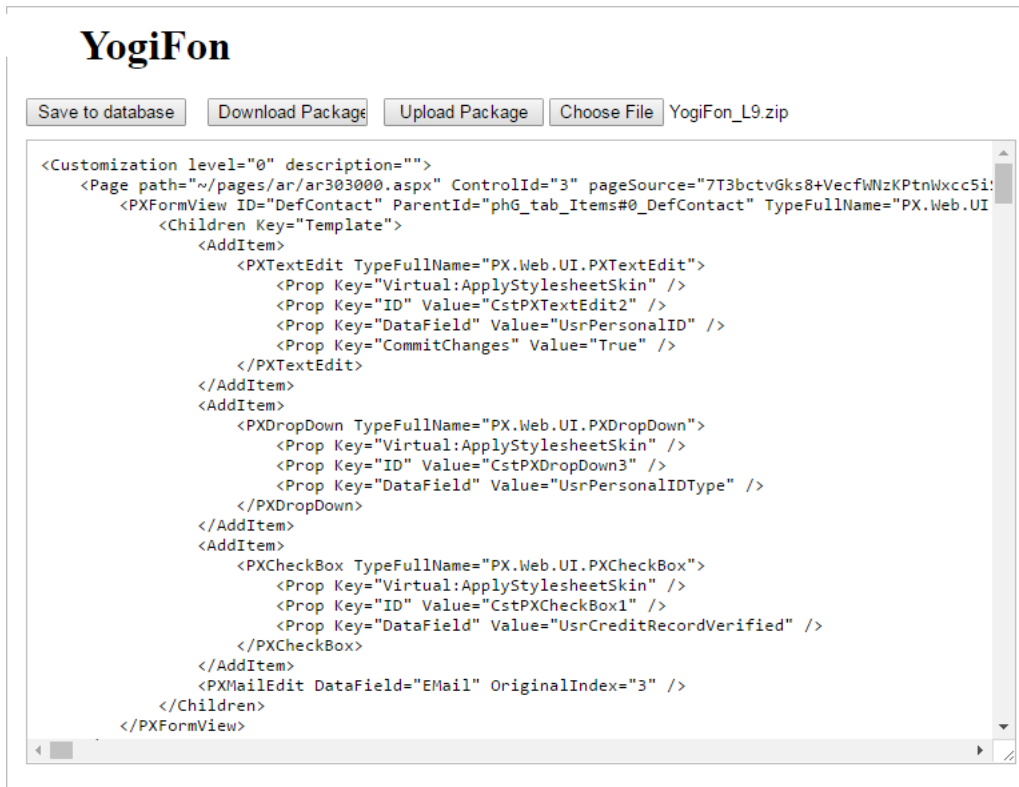 YogiFon
Save to database Download Package Upload Package Choose File YogiFon_L9.zip
<Customization level="0" description="">
<Page path="~/pages/ar/ar303000.aspx" ControlId="3" pageSource="7T3bctvGks8+VecfWNzKPtnWxcc5i
<PXFormView ID="DefContact" ParentId="phG_tab_Items#0_DefContact" TypeFullName="PX.Web.UI
<Children Key="Template">
<AddItem>
<PXTextEdit TypeFullName="PX.Web.UI.PXTextEdit">
<Prop Key="Virtual:ApplyStylesheetSkin" />
<Prop Key="ID" Value="CstPXTextEdit2" />
<Prop Key="DataField" Value="UsrPersonalID" />
<Prop Key="CommitChanges" Value="True" />
</PXTextEdit>
</AddItem>
<AddItem>
<PXDropDown TypeFullName="PX.Web.UI.PXDropDown">
<Prop Key="Virtual:ApplyStylesheetSkin" />
<Prop Key="ID" Value="CstPXDropDown3" />
<Prop Key="DataField" Value="UsrPersonalIDType" />
</PXDropDown>
</AddItem>
<AddItem>
<PXCheckBox TypeFullName="PX.Web.UI.PXCheckBox">
<Prop Key="Virtual:ApplyStylesheetSkin" />
<Prop Key="ID" Value="CstPXCheckBox1" />
<Prop Key="DataField" Value="UsrCreditRecordVerified" />
</PXCheckBox>
</AddItem>
<PXMailEdit DataField="EMail" OriginalIndex="3" />
</Children>
</PXFormView>